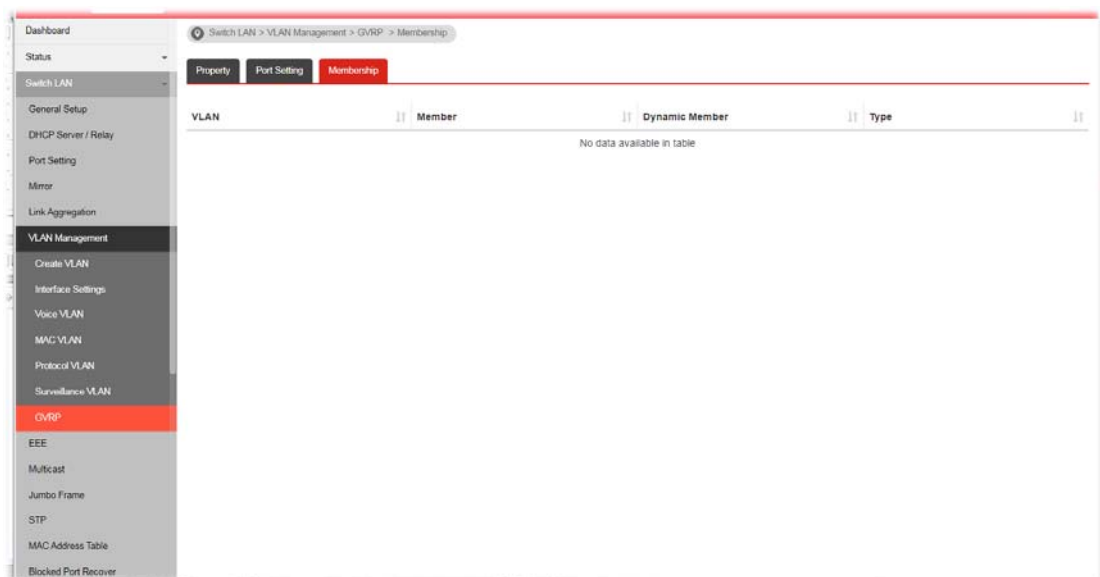 Dashboard
Status
Switch LAN
General Setup
DHCP Server / Relay
Port Setting
Mirror
Link Aggregation
VLAN Management
Create VLAN
Interface Settings
Voice VLAN
MAC VLAN
Protocol VLAN
Surveillance VLAN
GVRP
EEE
Multicast
Jumbo Frame
STP
MAC Address Table
Blocked Port Recover
Switch LAN > VLAN Management > GVRP > Membership
Property Port Setting Membership
VLAN Member Dynamic Member Type
No data available in table